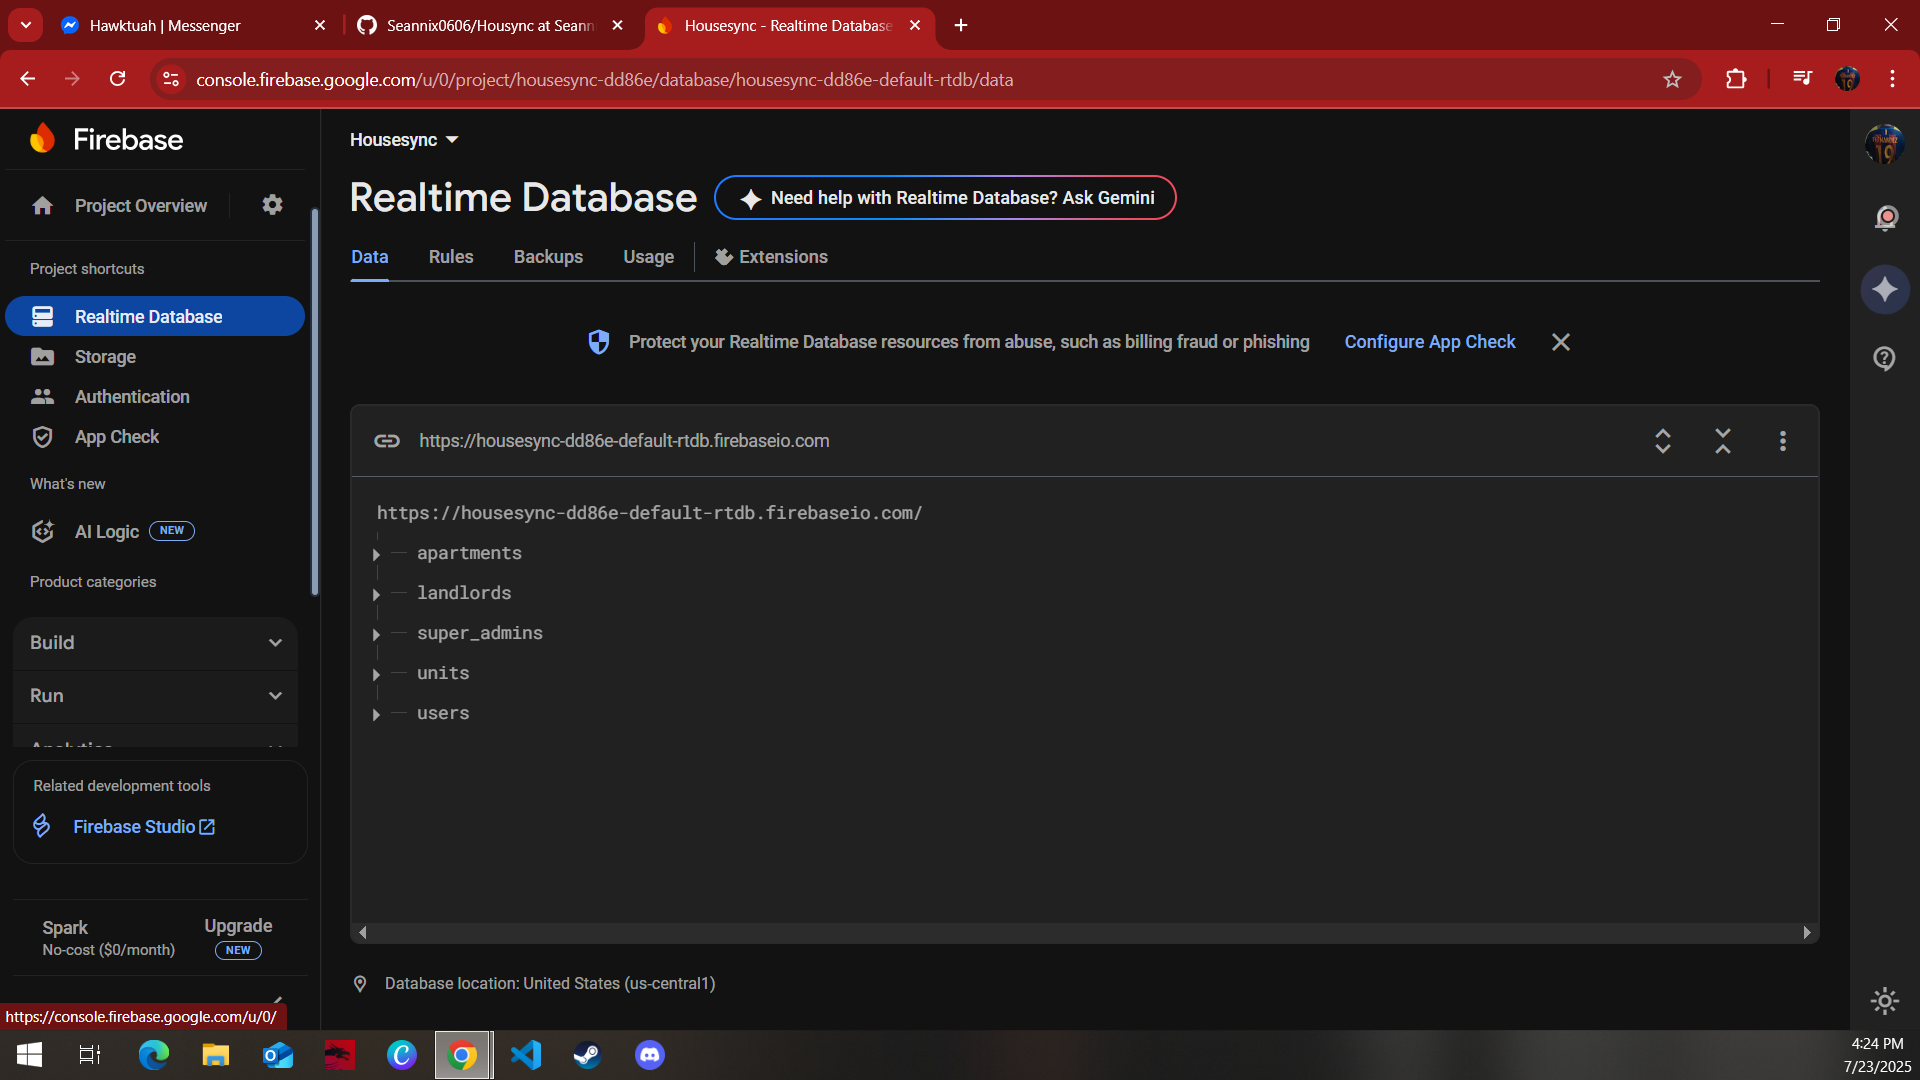 Hawktuah | Messenger
Seannix0606/Housync at Seann
Housesync - Realtime Database
console.firebase.google.com/u/0/project/housesync-dd86e/database/housesync-dd86e-default-rtdb/data
Firebase
Project Overview
Project shortcuts
Realtime Database
Storage
Authentication
App Check
What's new
AI Logic NEW
Product categories
Build
Run
Analytics
Related development tools
Firebase Studio
Spark
No-cost ($0/month)
Upgrade
NEW
https://console.firebase.google.com/u/0/
Housesync
Realtime Database
Need help with Realtime Database? Ask Gemini
Data
Rules
Backups
Usage
Extensions
Protect your Realtime Database resources from abuse, such as billing fraud or phishing
Configure App Check
https://housesync-dd86e-default-rtdb.firebaseio.com
https://housesync-dd86e-default-rtdb.firebaseio.com/
apartments
landlords
super_admins
units
users
Database location: United States (us-central1)
4:24 PM
7/23/2025